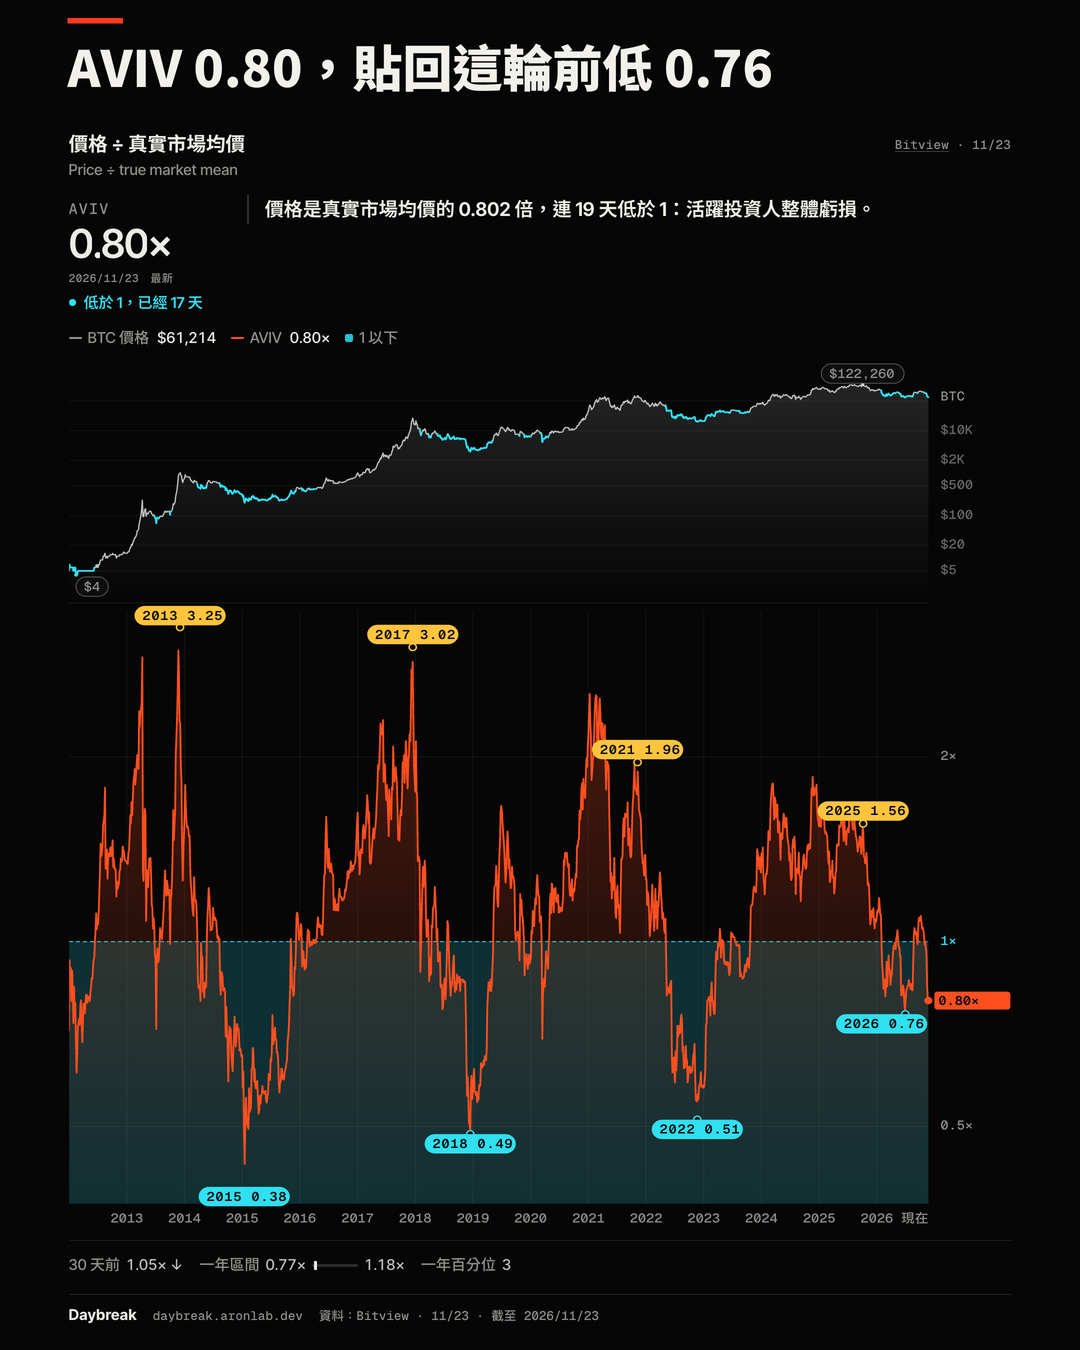 AVIV 0.80，貼回這輪前低 0.76
價格 ÷ 真實市場均價
Price ÷ true market mean
Bitview · 11/23
AVIV
0.80×
2026/11/23 最新
低於 1，已經 17 天
價格是真實市場均價的 0.802 倍，連 19 天低於 1：活躍投資人整體虧損。
BTC 價格 $61,214 AVIV 0.80× 1 以下
$122,260
BTC
$10K
$2K
$500
$100
$20
$5
$4
2013 3.25
2017 3.02
2021 1.96
2×
2025 1.56
1×
0.80×
2026 0.76
0.5×
2022 0.51
2018 0.49
2015 0.38
2013 2014 2015 2016 2017 2018 2019 2020 2021 2022 2023 2024 2025 2026 現在
30 天前 1.05× ↓ 一年區間 0.77× 1.18× 一年百分位 3
Daybreak daybreak.aronlab.dev 資料：Bitview · 11/23 · 截至 2026/11/23